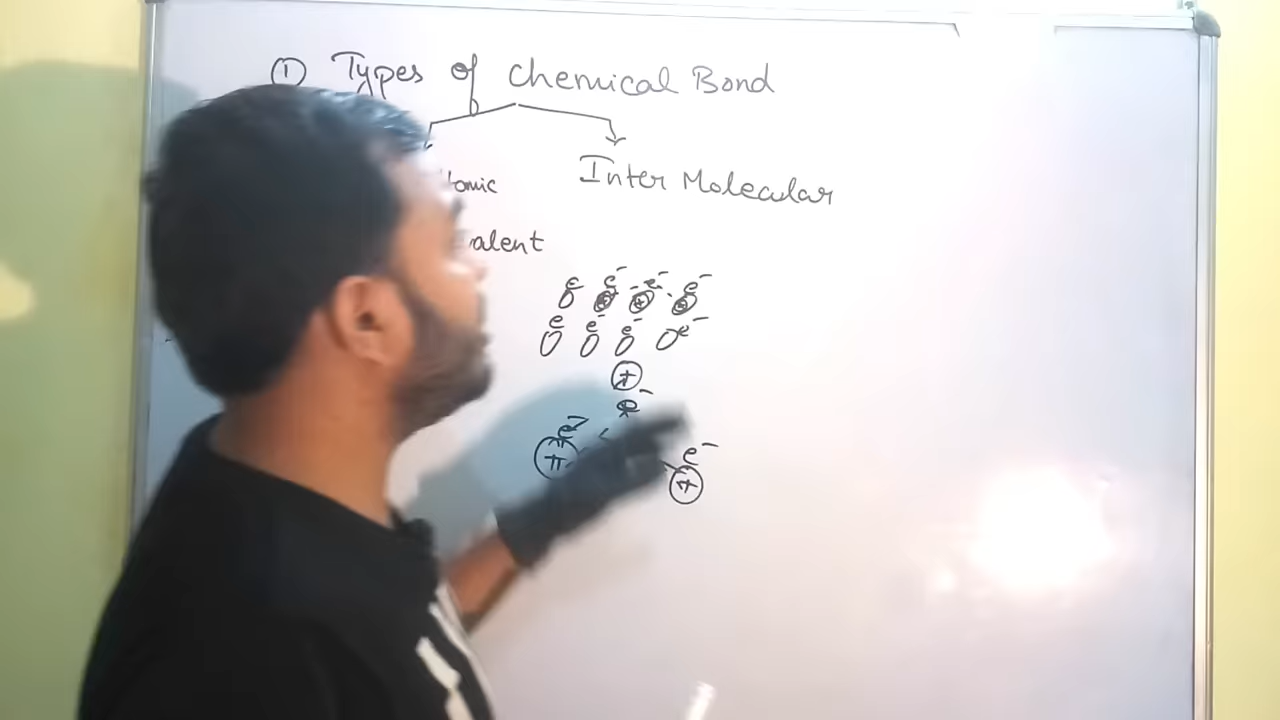 ① Types of Chemical Bond
tomic Inter Molecular
alent
e e⁻ e⁻ e⁻
+ + +
e e⁻ e⁻ e⁻
+
e⁻
e
+
e⁻
+